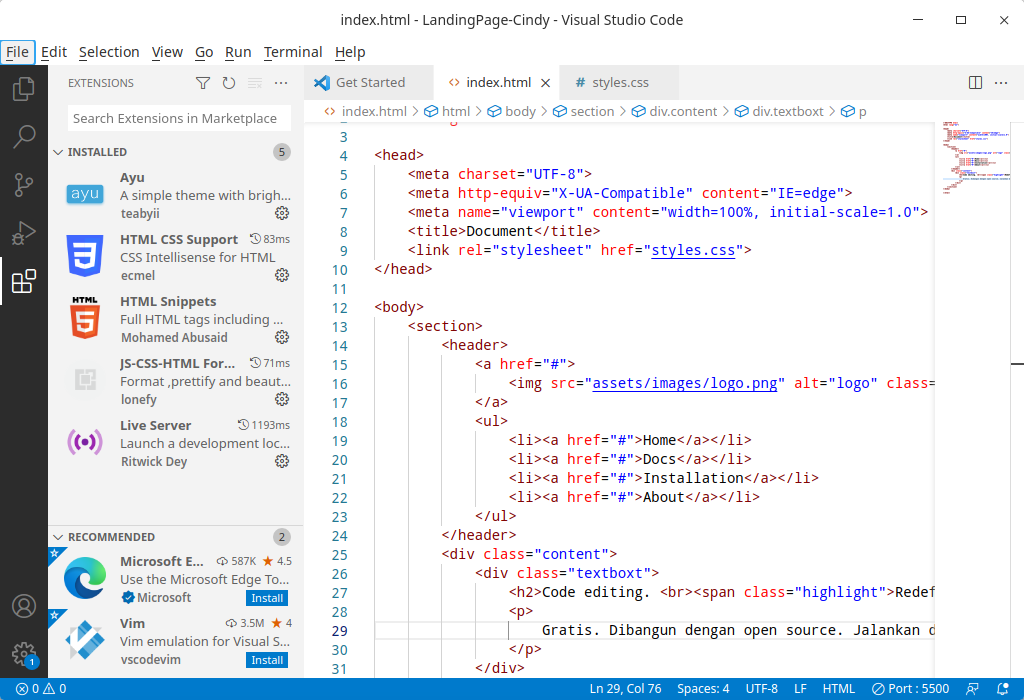 index.html - LandingPage-Cindy - Visual Studio Code
File Edit Selection View Go Run Terminal Help
EXTENSIONS
Search Extensions in Marketplace
INSTALLED 5
ayu
Ayu
A simple theme with brigh...
teabyii
HTML CSS Support 83ms
CSS Intellisense for HTML
ecmel
HTML
5
HTML Snippets
Full HTML tags including ...
Mohamed Abusaid
JS-CSS-HTML For... 71ms
Format ,prettify and beaut...
lonefy
Live Server 1193ms
Launch a development loc...
Ritwick Dey
RECOMMENDED 2
Microsoft E... 587K ★ 4.5
Use the Microsoft Edge To...
Microsoft Install
Vim 3.5M ★ 4
Vim emulation for Visual S...
vscodevim Install
1
Get Started <> index.html × # styles.css ...
<> index.html > html > body > section > div.content > div.textboxt > p
3
4 <head>
5 <meta charset="UTF-8">
6 <meta http-equiv="X-UA-Compatible" content="IE=edge">
7 <meta name="viewport" content="width=100%, initial-scale=1.0">
8 <title>Document</title>
9 <link rel="stylesheet" href="styles.css">
10 </head>
11
12 <body>
13 <section>
14 <header>
15 <a href="#">
16 <img src="assets/images/logo.png" alt="logo" class=
17 </a>
18 <ul>
19 <li><a href="#">Home</a></li>
20 <li><a href="#">Docs</a></li>
21 <li><a href="#">Installation</a></li>
22 <li><a href="#">About</a></li>
23 </ul>
24 </header>
25 <div class="content">
26 <div class="textboxt">
27 <h2>Code editing. <br><span class="highlight">Redef
28 <p>
29 Gratis. Dibangun dengan open source. Jalankan d
30 </p>
31 </div>
0 0 Ln 29, Col 76 Spaces: 4 UTF-8 LF HTML Port : 5500